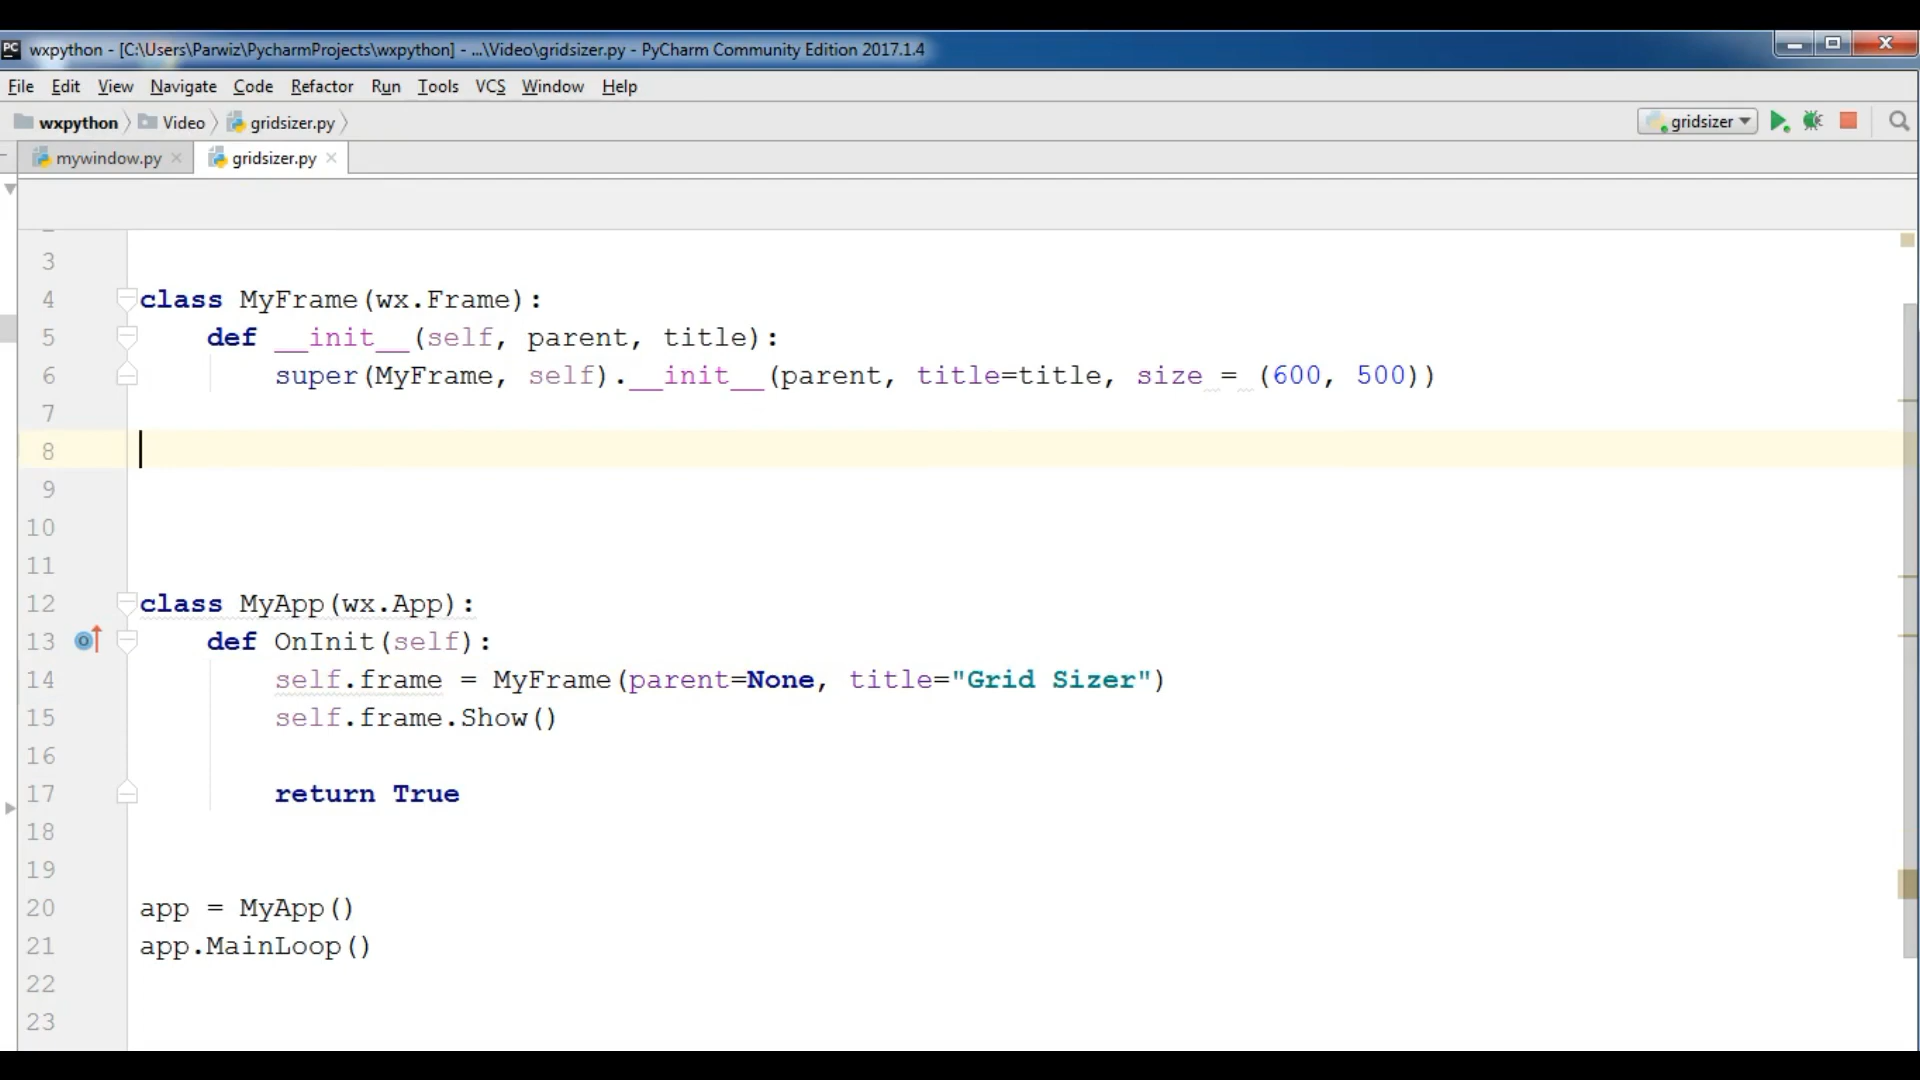 PC wxpython - [C:\Users\Parwiz\PycharmProjects\wxpython] - ...\Video\gridsizer.py - PyCharm Community Edition 2017.1.4
File Edit View Navigate Code Refactor Run Tools VCS Window Help
wxpython Video gridsizer.py gridsizer
mywindow.py gridsizer.py
3
4 class MyFrame(wx.Frame):
5     def __init__(self, parent, title):
6         super(MyFrame, self).__init__(parent, title=title, size = (600, 500))
7
8
9
10
11
12 class MyApp(wx.App):
13     def OnInit(self):
14         self.frame = MyFrame(parent=None, title="Grid Sizer")
15         self.frame.Show()
16
17         return True
18
19
20 app = MyApp()
21 app.MainLoop()
22
23